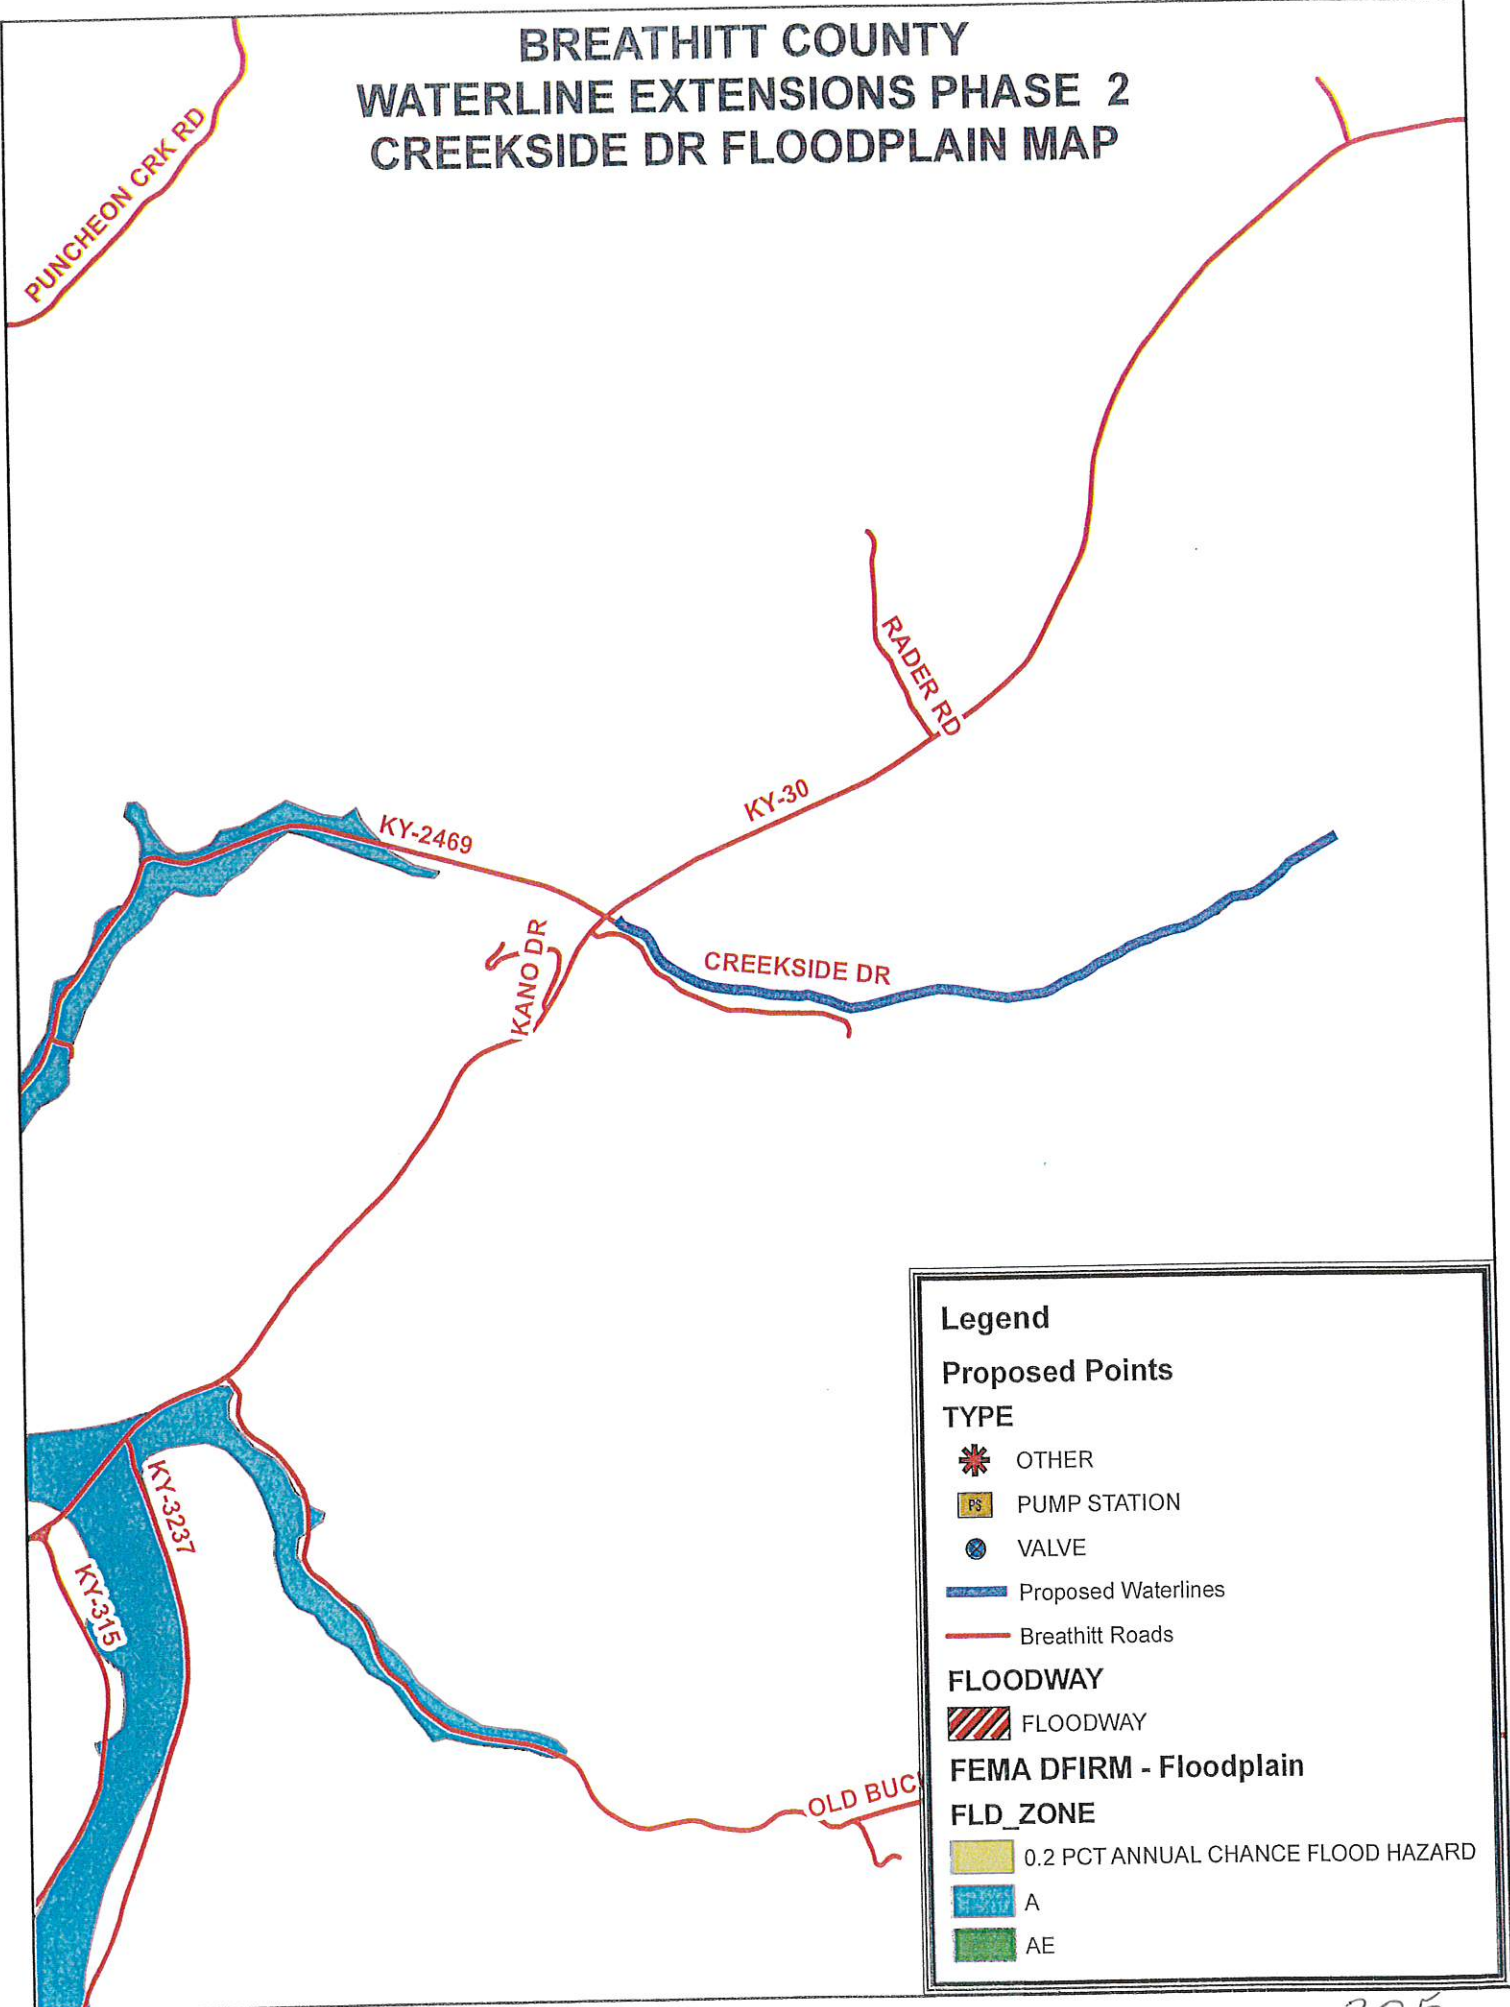 BREATHITT COUNTY
WATERLINE EXTENSIONS PHASE 2
CREEKSIDE DR FLOODPLAIN MAP
PUNCHEON CRK RD
RADER RD
KY-30
KY-2469
KANO DR
CREEKSIDE DR
KY-3237
KY-315
OLD BUC
Legend
Proposed Points
TYPE
OTHER
PS PUMP STATION
VALVE
Proposed Waterlines
Breathitt Roads
FLOODWAY
FLOODWAY
FEMA DFIRM - Floodplain
FLD_ZONE
0.2 PCT ANNUAL CHANCE FLOOD HAZARD
A
AE